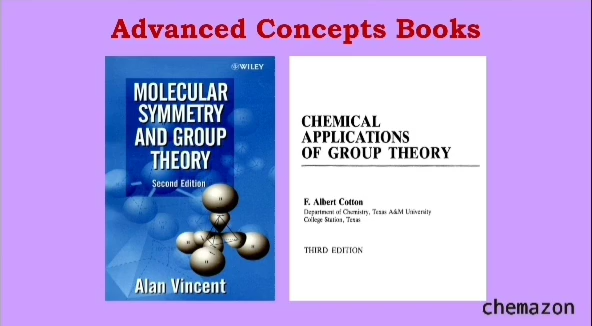 Advanced Concepts Books
WILEY
MOLECULAR
SYMMETRY
AND GROUP
THEORY
Second Edition
Alan Vincent
CHEMICAL
APPLICATIONS
OF GROUP THEORY
F. Albert Cotton
Department of Chemistry, Texas A&M University
College Station, Texas
THIRD EDITION
chemazon